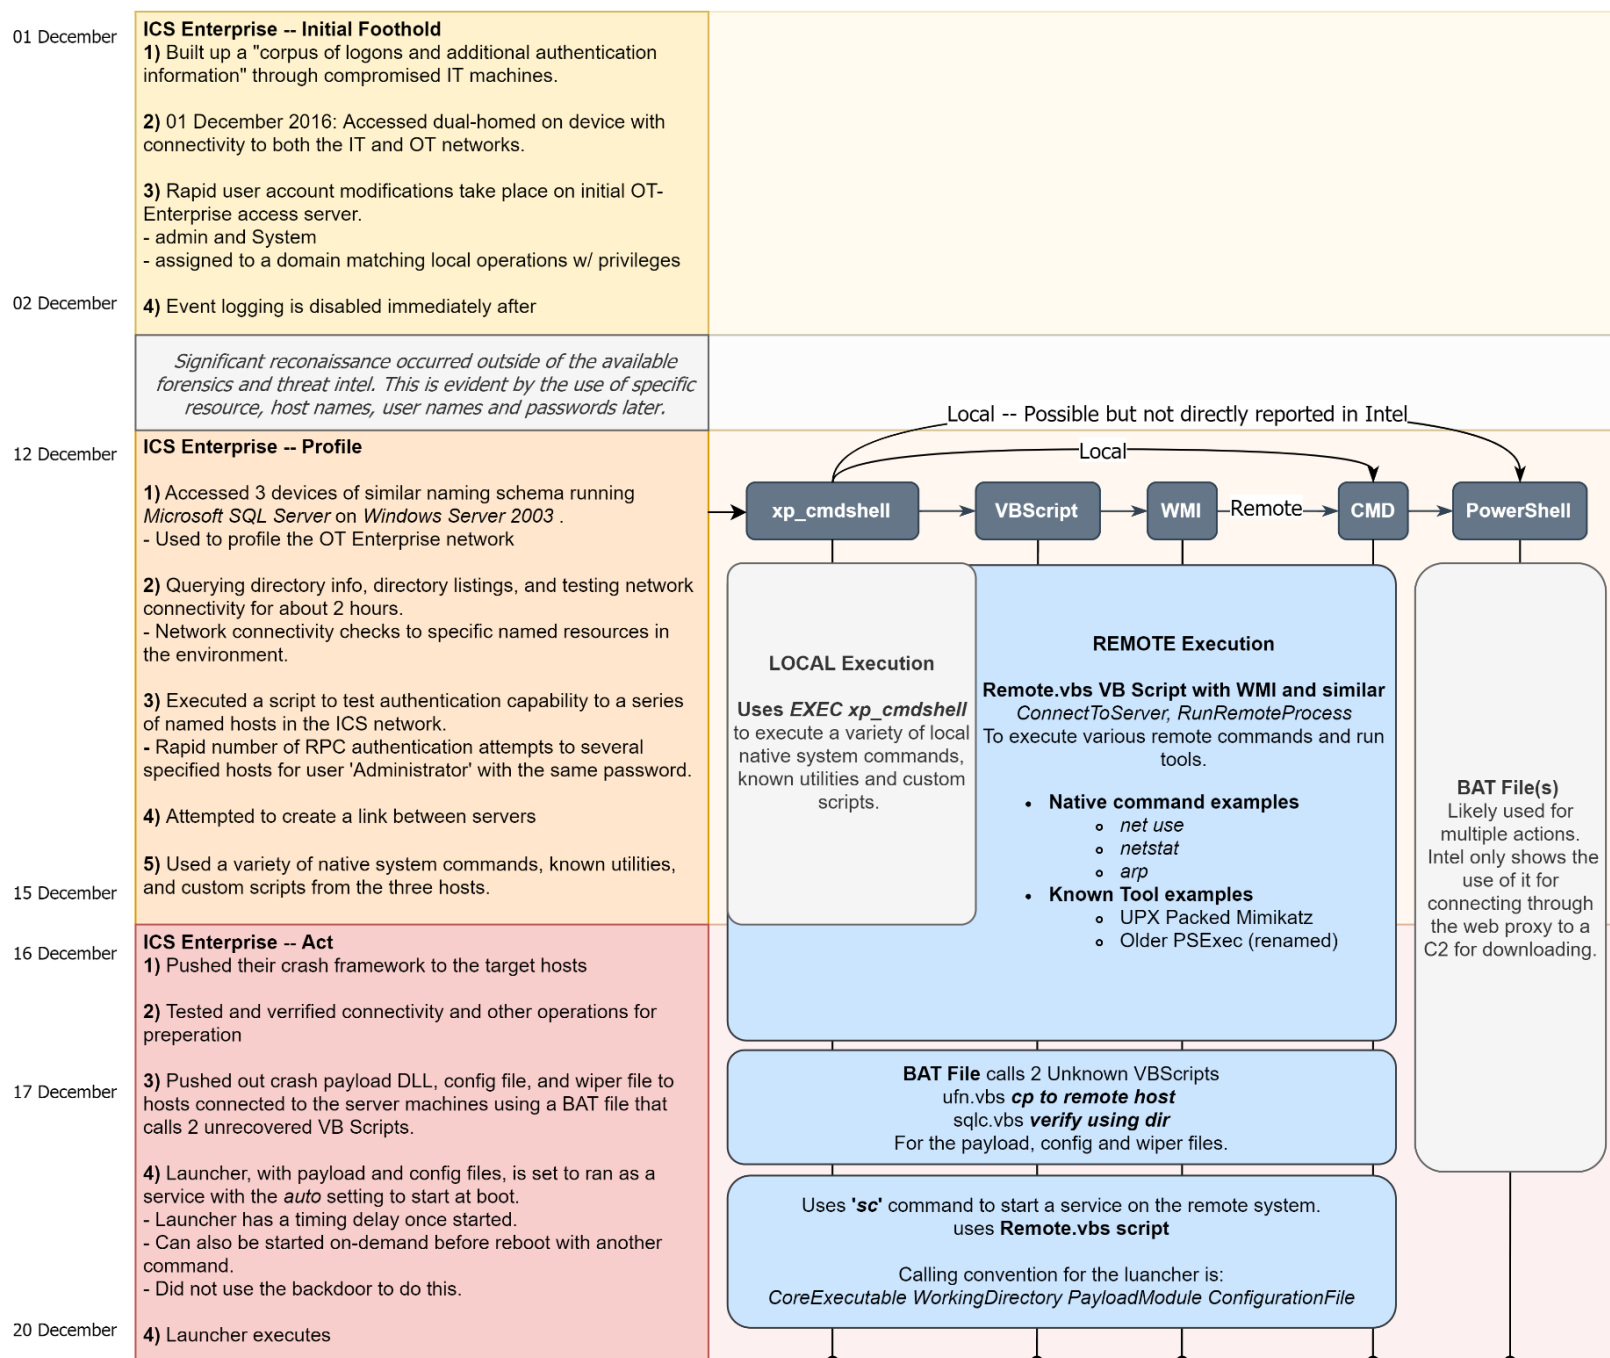 01 December
ICS Enterprise -- Initial Foothold
1) Built up a "corpus of logons and additional authentication
information" through compromised IT machines.
2) 01 December 2016: Accessed dual-homed on device with
connectivity to both the IT and OT networks.
3) Rapid user account modifications take place on initial OT-
Enterprise access server.
- admin and System
- assigned to a domain matching local operations w/ privileges
02 December
4) Event logging is disabled immediately after
Significant reconaissance occurred outside of the available
forensics and threat intel. This is evident by the use of specific
resource, host names, user names and passwords later.
12 December
ICS Enterprise -- Profile
1) Accessed 3 devices of similar naming schema running
Microsoft SQL Server on Windows Server 2003 .
- Used to profile the OT Enterprise network
2) Querying directory info, directory listings, and testing network
connectivity for about 2 hours.
- Network connectivity checks to specific named resources in
the environment.
3) Executed a script to test authentication capability to a series
of named hosts in the ICS network.
- Rapid number of RPC authentication attempts to several
specified hosts for user 'Administrator' with the same password.
4) Attempted to create a link between servers
5) Used a variety of native system commands, known utilities,
and custom scripts from the three hosts.
15 December
16 December
ICS Enterprise -- Act
1) Pushed their crash framework to the target hosts
2) Tested and verrified connectivity and other operations for
preperation
17 December
3) Pushed out crash payload DLL, config file, and wiper file to
hosts connected to the server machines using a BAT file that
calls 2 unrecovered VB Scripts.
4) Launcher, with payload and config files, is set to ran as a
service with the auto setting to start at boot.
- Launcher has a timing delay once started.
- Can also be started on-demand before reboot with another
command.
- Did not use the backdoor to do this.
20 December
4) Launcher executes
Local -- Possible but not directly reported in Intel
Local
xp_cmdshell
VBScript
WMI
Remote
CMD
PowerShell
LOCAL Execution
Uses EXEC xp_cmdshell
to execute a variety of local
native system commands,
known utilities and custom
scripts.
REMOTE Execution
Remote.vbs VB Script with WMI and similar
ConnectToServer, RunRemoteProcess
To execute various remote commands and run
tools.
• Native command examples
net use
netstat
arp
• Known Tool examples
UPX Packed Mimikatz
Older PSExec (renamed)
BAT File(s)
Likely used for
multiple actions.
Intel only shows the
use of it for
connecting through
the web proxy to a
C2 for downloading.
BAT File calls 2 Unknown VBScripts
ufn.vbs cp to remote host
sqlc.vbs verify using dir
For the payload, config and wiper files.
Uses 'sc' command to start a service on the remote system.
uses Remote.vbs script
Calling convention for the luancher is:
CoreExecutable WorkingDirectory PayloadModule ConfigurationFile